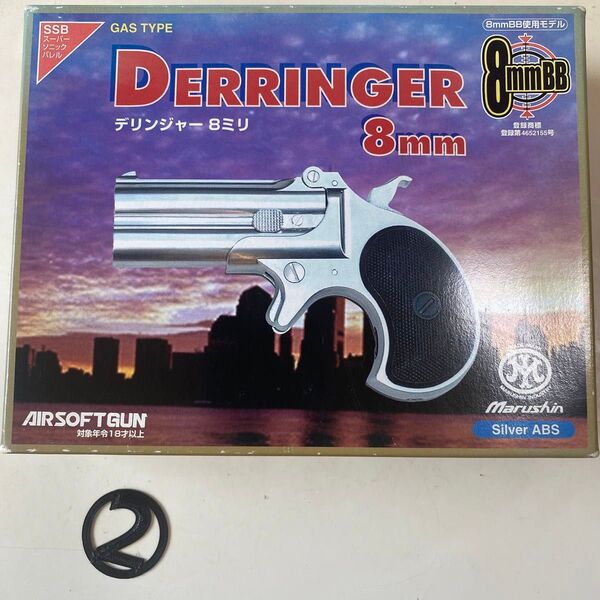 SSB
スーパー
ソニック
バレル
GAS TYPE
DERRINGER
デリンジャー 8ミリ
8mm
8mmBB使用モデル
8mmBB
登録商標
登録第4652155号
AIRSOFTGUN
対象年令18才以上
MARUSHIN INDUSTRY
Marushin
Silver ABS
2